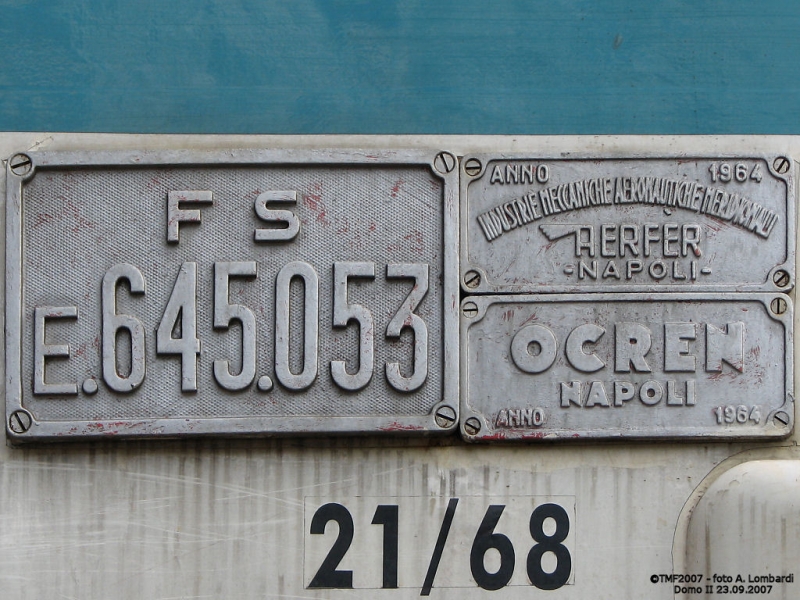 F S
E.645.053
ANNO 1964
INDUSTRIE MECCANICHE AERONAUTICHE MERIDIONALI
AERFER
-NAPOLI-
OCREN
NAPOLI
ANNO 1964
21/68
©TMF2007 - foto A. Lombardi
Domo II 23.09.2007